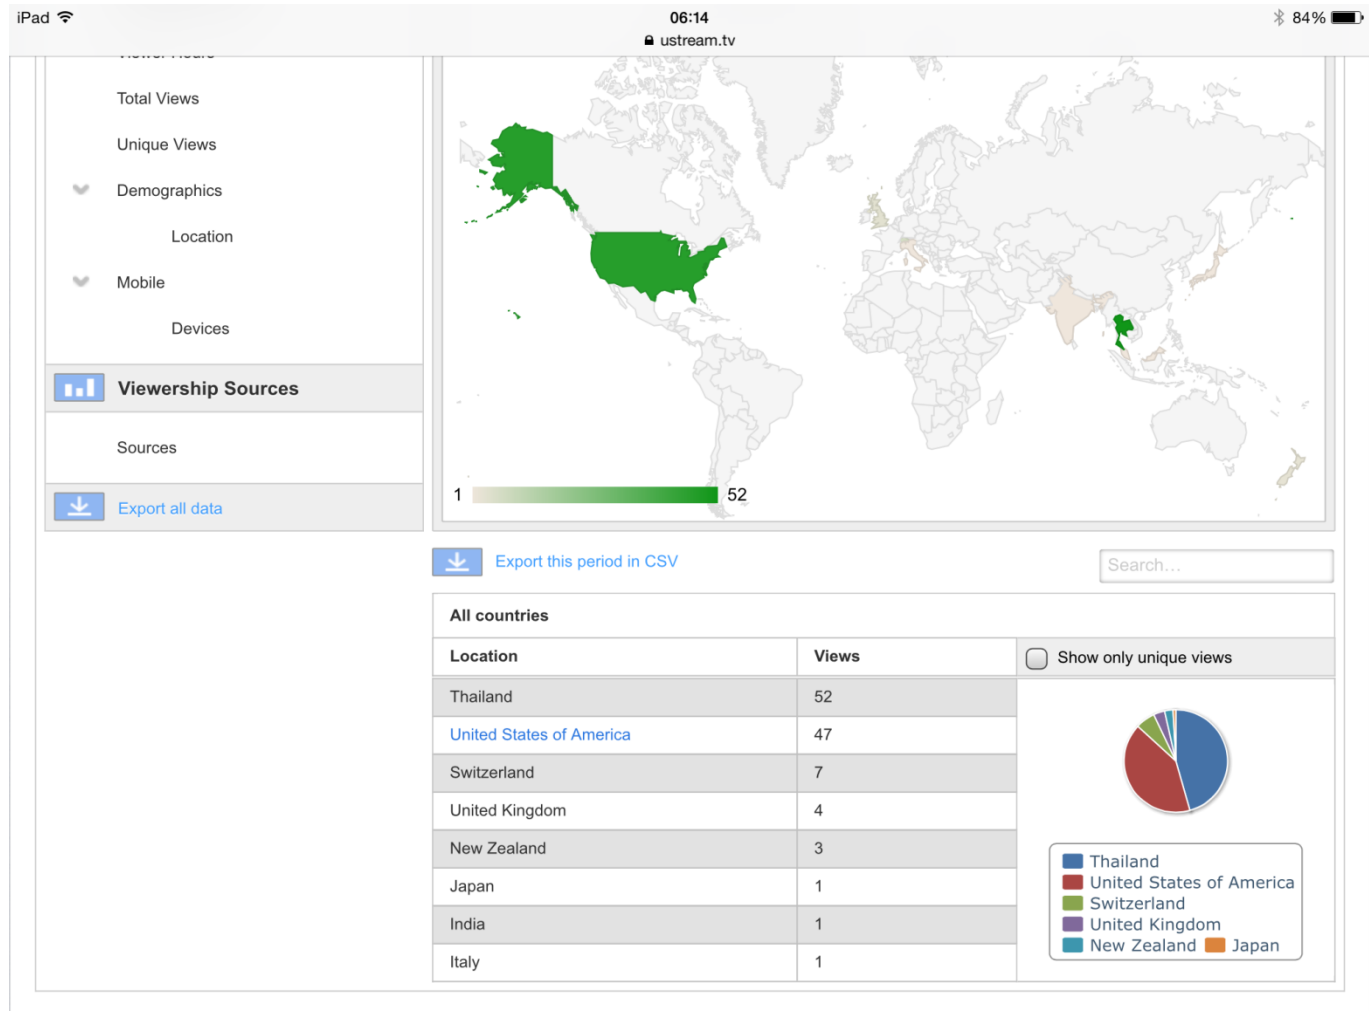 iPad 06:14 84%
ustream.tv
Viewer Hours
Total Views
Unique Views
Demographics
Location
Mobile
Devices
Viewership Sources
Sources
Export all data
1 52
Export this period in CSV
Search...
All countries
Location Views Show only unique views
Thailand 52
United States of America 47
Switzerland 7
United Kingdom 4
New Zealand 3
Japan 1
India 1
Italy 1
Thailand
United States of America
Switzerland
United Kingdom
New Zealand Japan